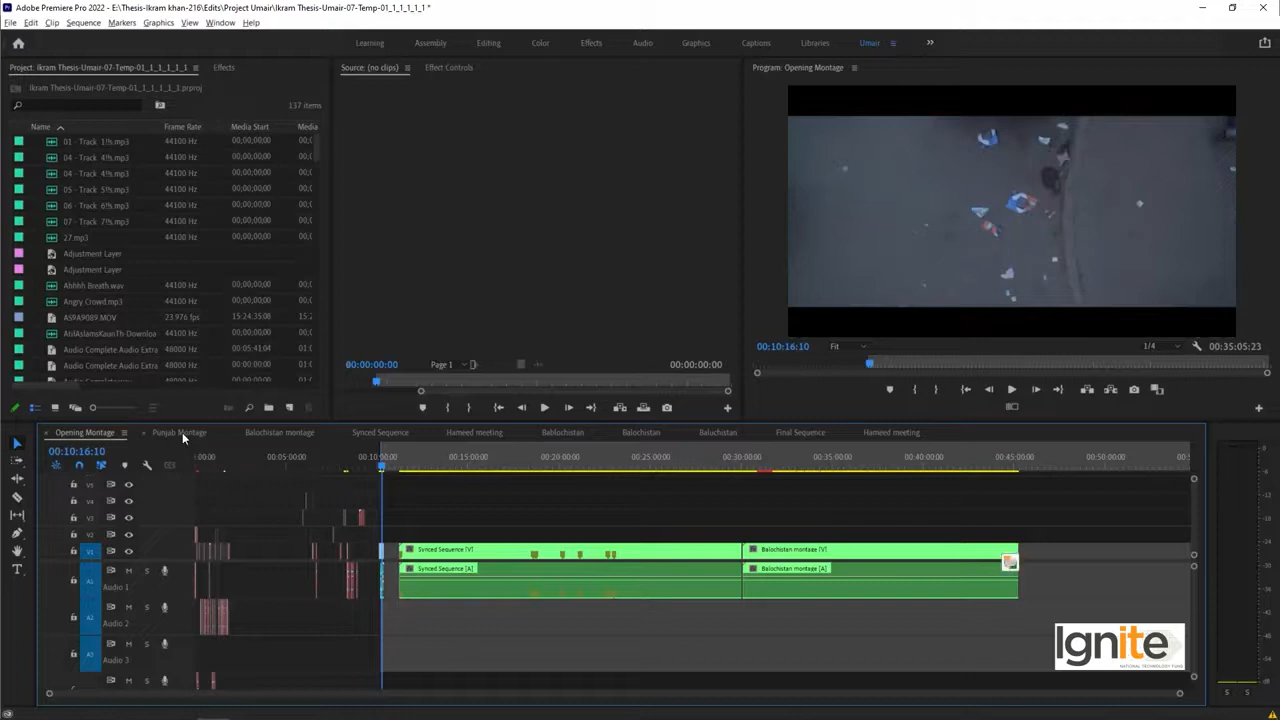 Adobe Premiere Pro 2022 - E:\Thesis-Ikram khan-216\Edits\Project Umair\Ikram Thesis-Umair-07-Temp-01_1_1_1_1_1 *
File Edit Clip Sequence Markers Graphics View Window Help
Learning Assembly Editing Color Effects Audio Graphics Captions Libraries Umair
Project: Ikram Thesis-Umair-07-Temp-01_1_1_1_1_1 Effects Source: (no clips) Effect Controls Program: Opening Montage
Ikram Thesis-Umair-07-Temp-01_1_1_1_1_1.prproj
137 items
Name Frame Rate Media Start Media
01 - Track 1!!s.mp3 44100 Hz 00;00;00;00 00;0
04 - Track 4!!s.mp3 44100 Hz 00;00;00;00 00;0
04 - Track 4!!s.mp3 44100 Hz 00;00;00;00 00;0
05 - Track 5!!s.mp3 44100 Hz 00;00;00;00 00;0
06 - Track 6!!s.mp3 44100 Hz 00;00;00;00 00;0
07 - Track 7!!s.mp3 44100 Hz 00;00;00;00 00;0
27.mp3 44100 Hz 00;00;00;00 00;0
Adjustment Layer
Adjustment Layer
Ahhhh Breath.wav 44100 Hz 00;00;00;00 00;0
Angry Crowd.mp3 44100 Hz 00;00;00;00 00;0
AS9A9089.MOV 23.976 fps 15:24:35:08 15:2
AtifAslamsKaunTh-Downloa 44100 Hz 00;00;00;00 00;0
Audio Complete Audio Extra 48000 Hz 00:05:41:04 00:0
Audio Complete Audio Extra 48000 Hz 00:00:00:00 00:0
00:00:00:00 Page 1 00:00:00:00
00:10:16:10 Fit 1/4 00:35:05:23
Opening Montage Punjab Montage Balochistan montage Synced Sequence Hameed meeting Bablochistan Balochistan Baluchistan Final Sequence Hameed meeting
00:10:16:10
:00:00 00:05:00:00 00:10:00:00 00:15:00:00 00:20:00:00 00:25:00:00 00:30:00:00 00:35:00:00 00:40:00:00 00:45:00:00 00:50:00:00
V5
V4
V3
V2
V1 Synced Sequence [V] Balochistan montage [V]
A1 M S Synced Sequence [A] Balochistan montage [A]
Audio 1
A2 M S
Audio 2
A3 M S
Audio 3
M S
Ignite
NATIONAL TECHNOLOGY FUND
S S